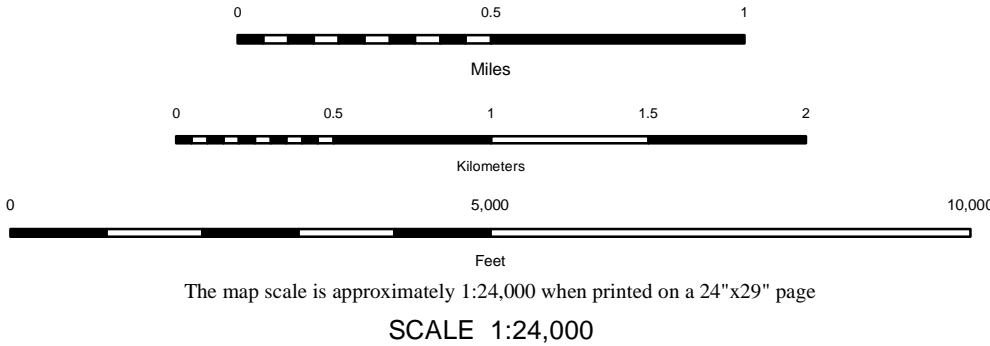 0 0.5 1
Miles
0 0.5 1 1.5 2
Kilometers
0 5,000 10,000
Feet
The map scale is approximately 1:24,000 when printed on a 24"x29" page
SCALE 1:24,000